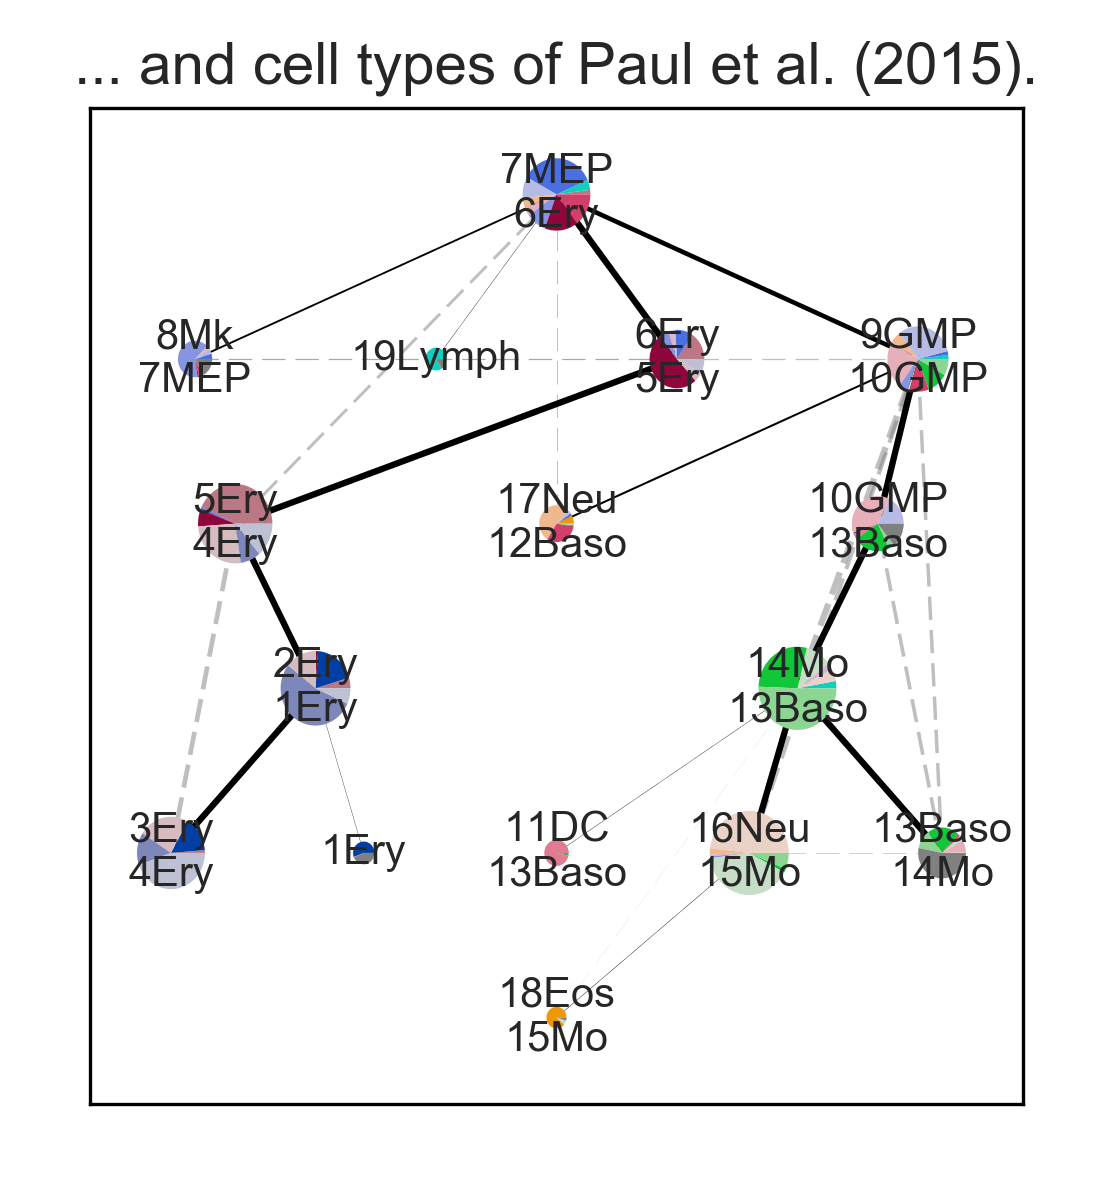 ... and cell types of Paul et al. (2015).
7MEP
6Ery
8Mk
7MEP
19Lymph
6Ery
5Ery
9GMP
10GMP
5Ery
4Ery
17Neu
12Baso
10GMP
13Baso
2Ery
1Ery
14Mo
13Baso
3Ery
4Ery
1Ery
11DC
13Baso
16Neu
15Mo
13Baso
14Mo
18Eos
15Mo